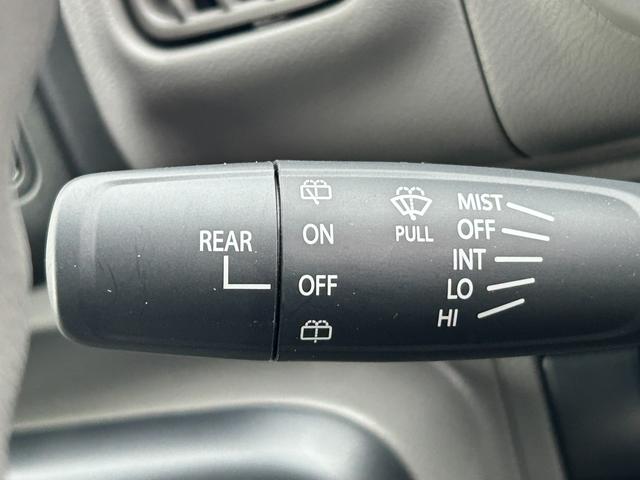 REAR
ON
OFF
PULL
MIST
OFF
INT
LO
HI